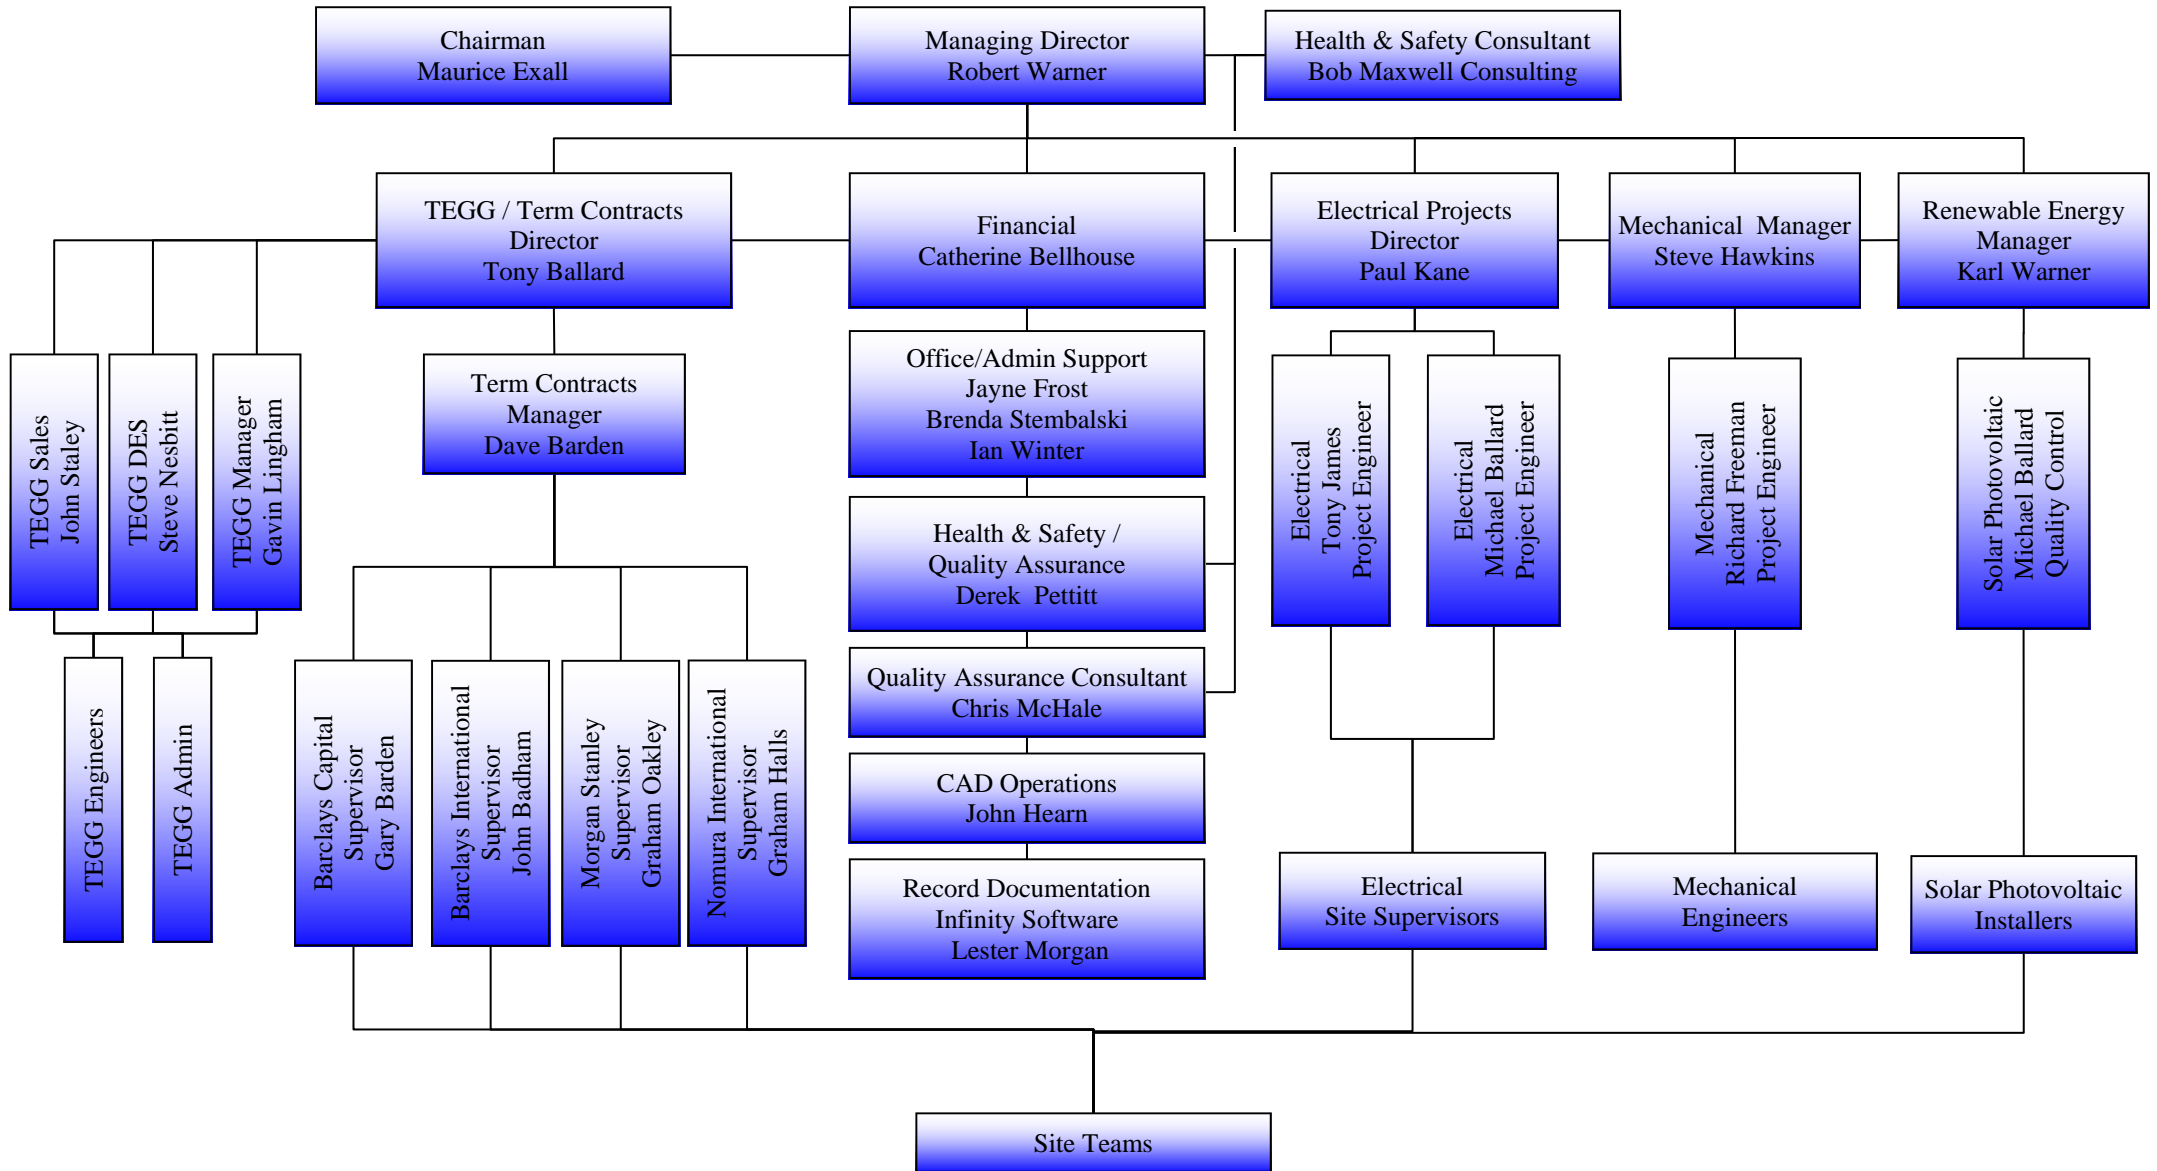 Chairman
Maurice Exall
Managing Director
Robert Warner
Health & Safety Consultant
Bob Maxwell Consulting
TEGG / Term Contracts
Director
Tony Ballard
Financial
Catherine Bellhouse
Electrical Projects
Director
Paul Kane
Mechanical Manager
Steve Hawkins
Renewable Energy
Manager
Karl Warner
TEGG Sales
John Staley
TEGG DES
Steve Nesbitt
TEGG Manager
Gavin Lingham
Term Contracts
Manager
Dave Barden
Office/Admin Support
Jayne Frost
Brenda Stembalski
Ian Winter
Electrical
Tony James
Project Engineer
Electrical
Michael Ballard
Project Engineer
Mechanical
Richard Freeman
Project Engineer
Solar Photovoltaic
Michael Ballard
Quality Control
Health & Safety /
Quality Assurance
Derek Pettitt
TEGG Engineers
TEGG Admin
Barclays Capital
Supervisor
Gary Barden
Barclays International
Supervisor
John Badham
Morgan Stanley
Supervisor
Graham Oakley
Nomura International
Supervisor
Graham Halls
Quality Assurance Consultant
Chris McHale
CAD Operations
John Hearn
Record Documentation
Infinity Software
Lester Morgan
Electrical
Site Supervisors
Mechanical
Engineers
Solar Photovoltaic
Installers
Site Teams